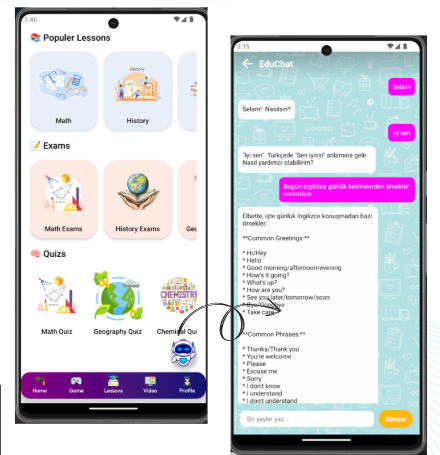 1:46
📚 Populer Lessons
History
Math
History
📝 Exams
Math Exams
History Exams
Geo
🧠 Quizs
CHEMISTRY
Math Quiz
Geography Quiz
Chemical Qui
Home
Game
Lessons
Video
Profile
3:15
EduChat
Selam
Selam! Nasılsın?
iyi sen
"İyi sen" Türkçede "Sen iyisin" anlamına gelir.
Nasıl yardımcı olabilirim?
Bugün ingilizce günlük kelimelerden örnekler
verirmisin
Elbette, işte günlük İngilizce konuşmadan bazı
örnekler:
**Common Greetings:**
* Hi/Hey
* Hello
* Good morning/afternoon/evening
* How's it going?
* What's up?
* How are you?
* See you later/tomorrow/soon
* Bye/Goodbye
* Take care
**Common Phrases:**
* Thanks/Thank you
* You're welcome
* Please
* Excuse me
* Sorry
* I don't know
* I understand
* I don't understand
Bir şeyler yaz...
Gönder